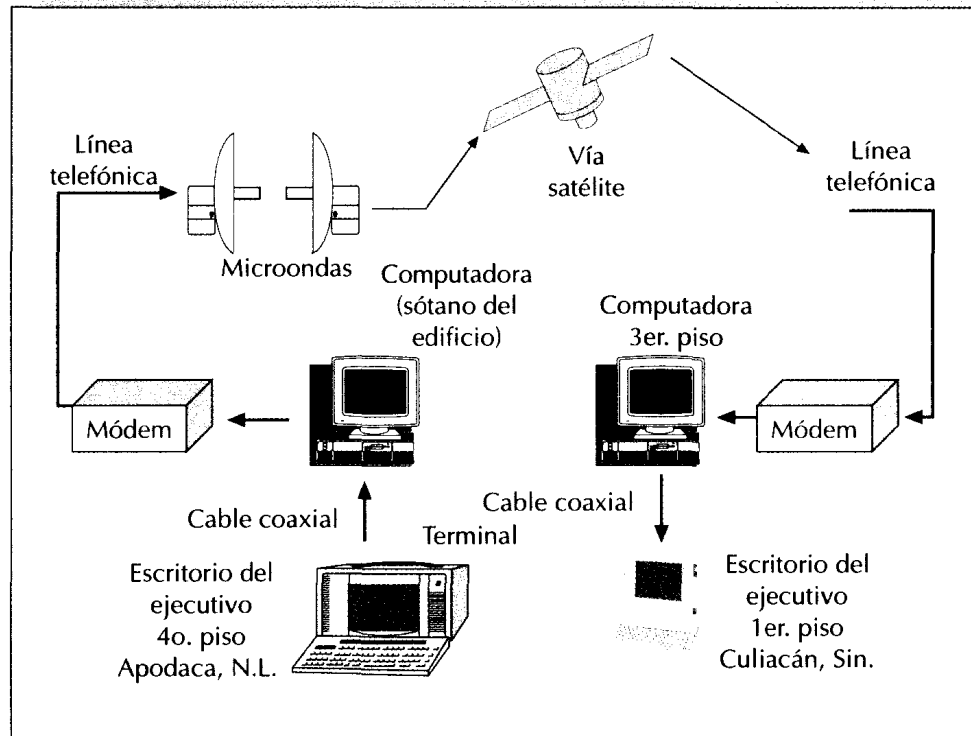 Línea
telefónica
Microondas
Vía
satélite
Línea
telefónica
Computadora
(sótano del
edificio)
Computadora
3er. piso
Módem
Módem
Cable coaxial
Terminal
Cable coaxial
Escritorio del
ejecutivo
4o. piso
Apodaca, N.L.
Escritorio del
ejecutivo
1er. piso
Culiacán, Sin.